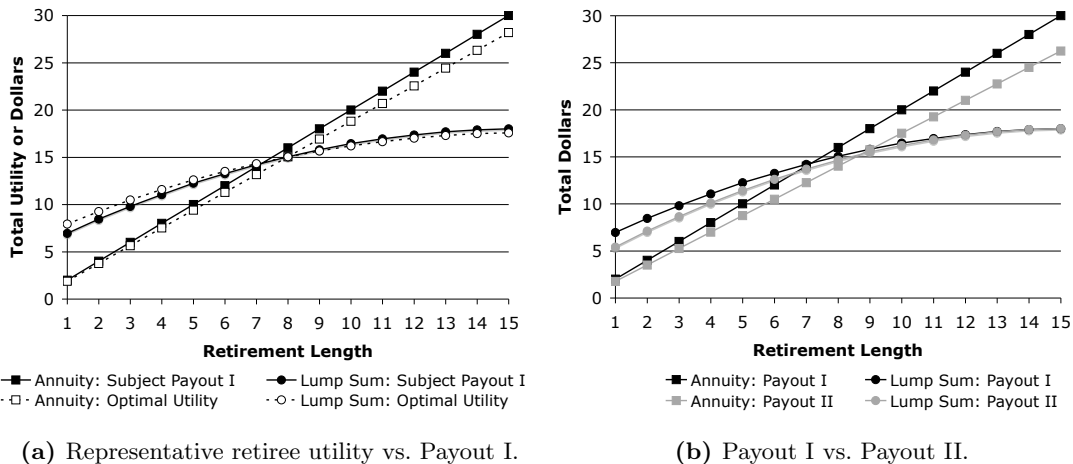 30
25
20
15
10
5
0
Total Utility or Dollars
1 2 3 4 5 6 7 8 9 10 11 12 13 14 15
Retirement Length
Annuity: Subject Payout I
Lump Sum: Subject Payout I
Annuity: Optimal Utility
Lump Sum: Optimal Utility
(a) Representative retiree utility vs. Payout I.
30
25
20
15
10
5
0
Total Dollars
1 2 3 4 5 6 7 8 9 10 11 12 13 14 15
Retirement Length
Annuity: Payout I
Lump Sum: Payout I
Annuity: Payout II
Lump Sum: Payout II
(b) Payout I vs. Payout II.